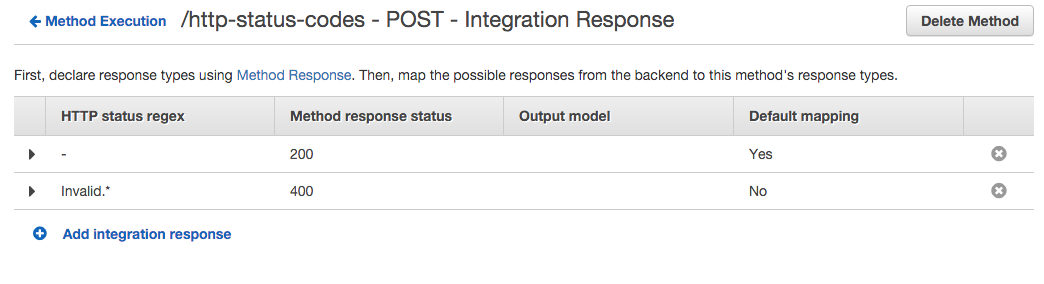 Method Execution /http-status-codes - POST - Integration Response Delete Method
First, declare response types using Method Response. Then, map the possible responses from the backend to this method's response types.
HTTP status regex Method response status Output model Default mapping
- 200 Yes
Invalid.* 400 No
Add integration response